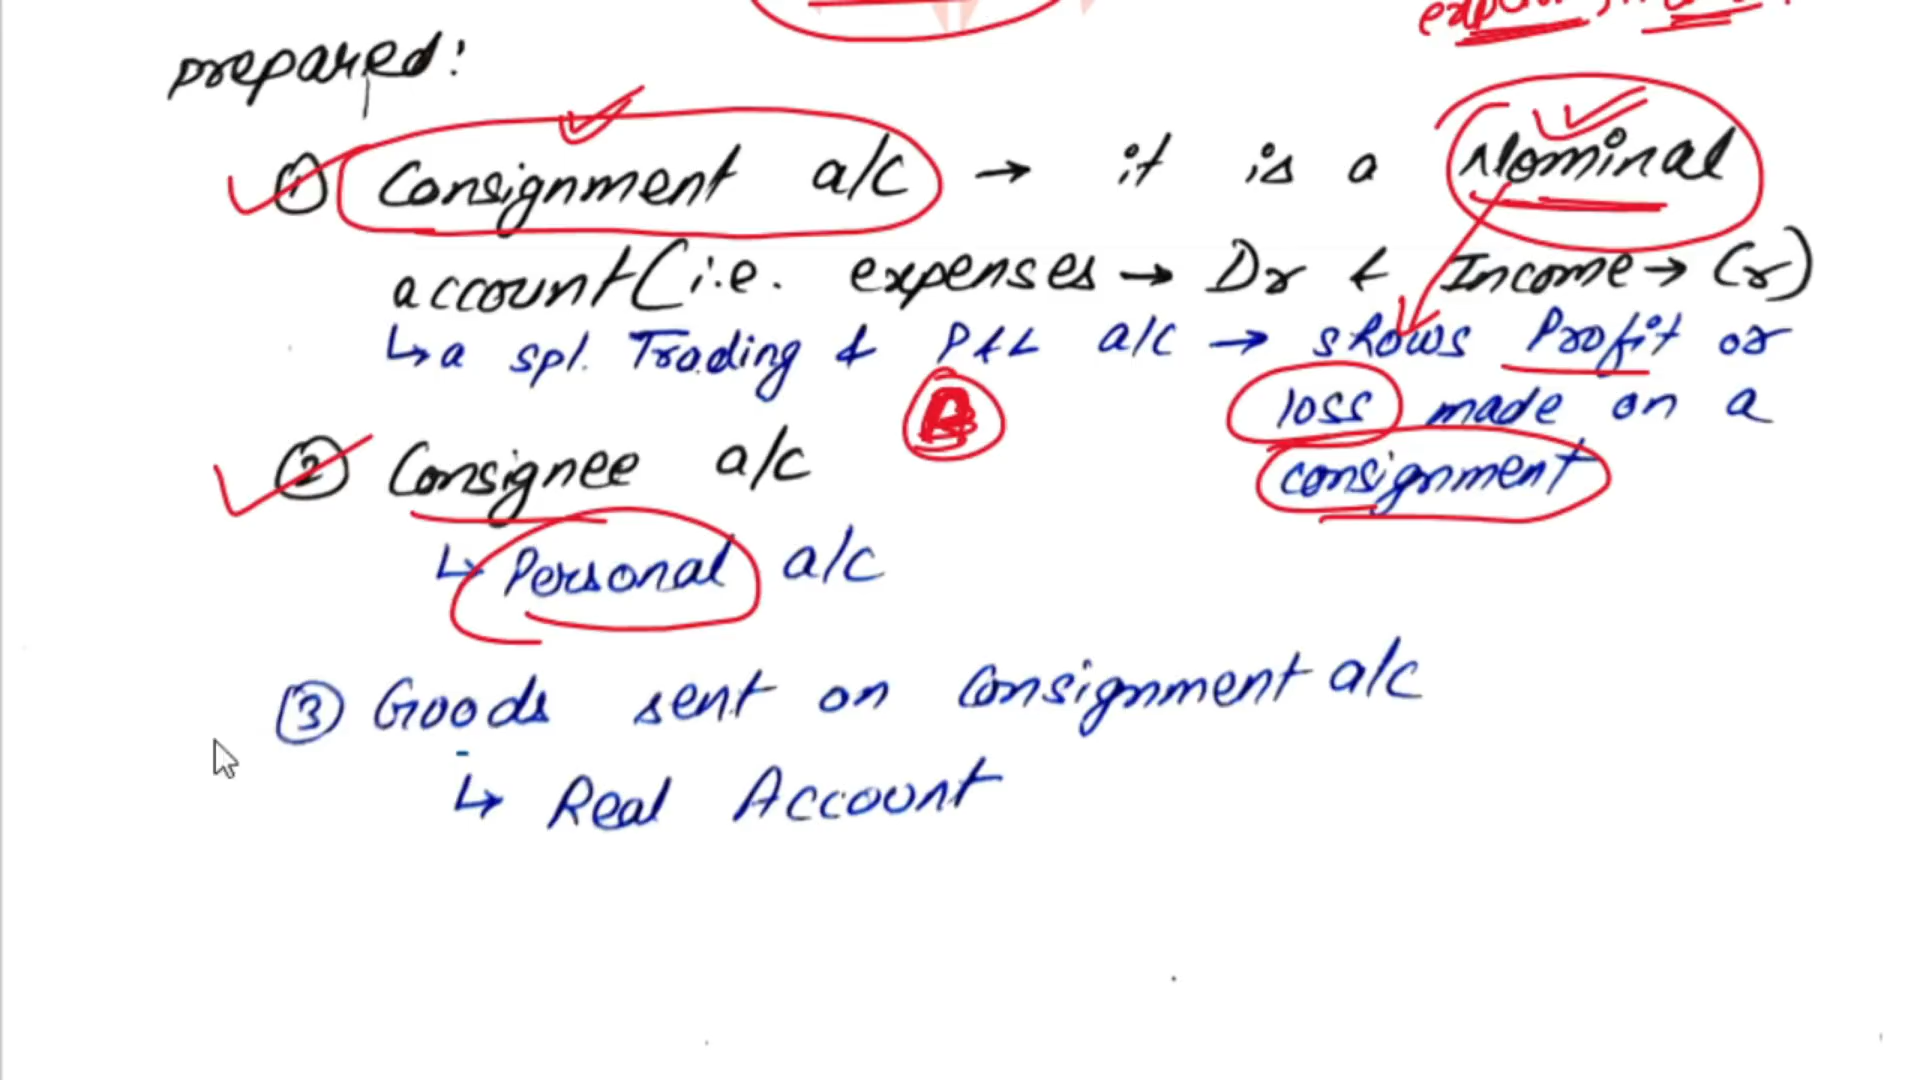 prepared:
① Consignment a/c → it is a Nominal
account (i.e. expenses → Dr & Income → Cr)
↳ a spl. Trading & P&L a/c → shows Profit or
loss made on a
consignment
② Consignee a/c
↳ Personal a/c
③ Goods sent on Consignment a/c
↳ Real Account